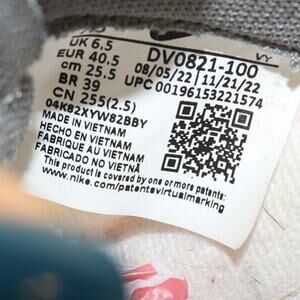 UK 6.5
EUR 40.5
cm 25.5
BR 39
CN 255(2.5)
04K82XYW82BBY
MADE IN VIETNAM
HECHO EN VIETNAM
FABRIQUE AU VIETNAM
FABRICADO NO VIETNÃ
This product is covered by one or more patents:
www.nike.com/patentsvirtualmarking
VY
DV0821-100
08/05/22 11/21/22
UPC 00196153221574